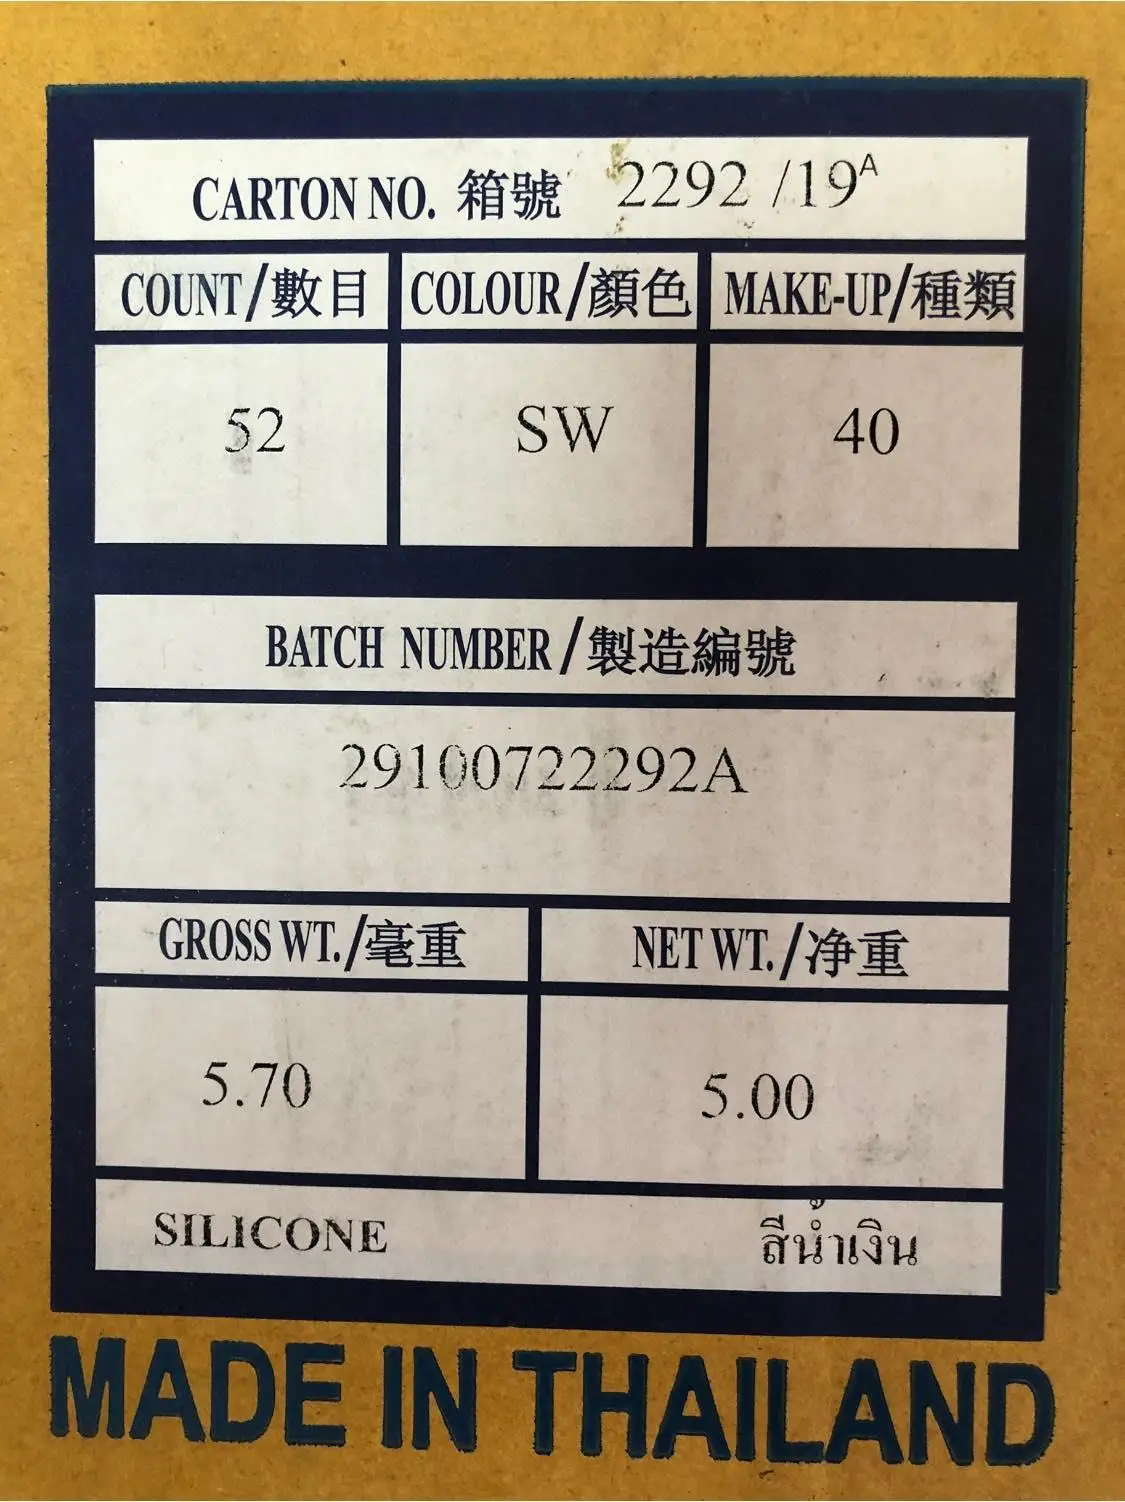 CARTON NO. 箱號 2292 /19A
COUNT/數目 COLOUR/顏色 MAKE-UP/種類
52 SW 40
BATCH NUMBER/製造編號
29100722292A
GROSS WT./毫重 NET WT./净重
5.70 5.00
SILICONE สีน้ำเงิน
MADE IN THAILAND